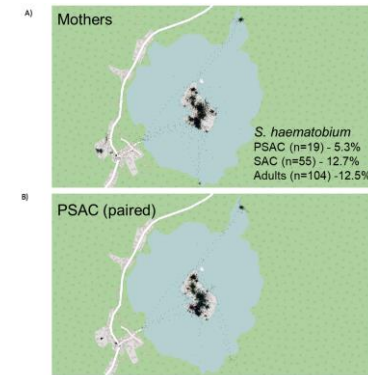 A)
Mothers
S. haematobium
PSAC (n=19) - 5.3%
SAC (n=55) - 12.7%
Adults (n=104) -12.5%
B)
PSAC (paired)